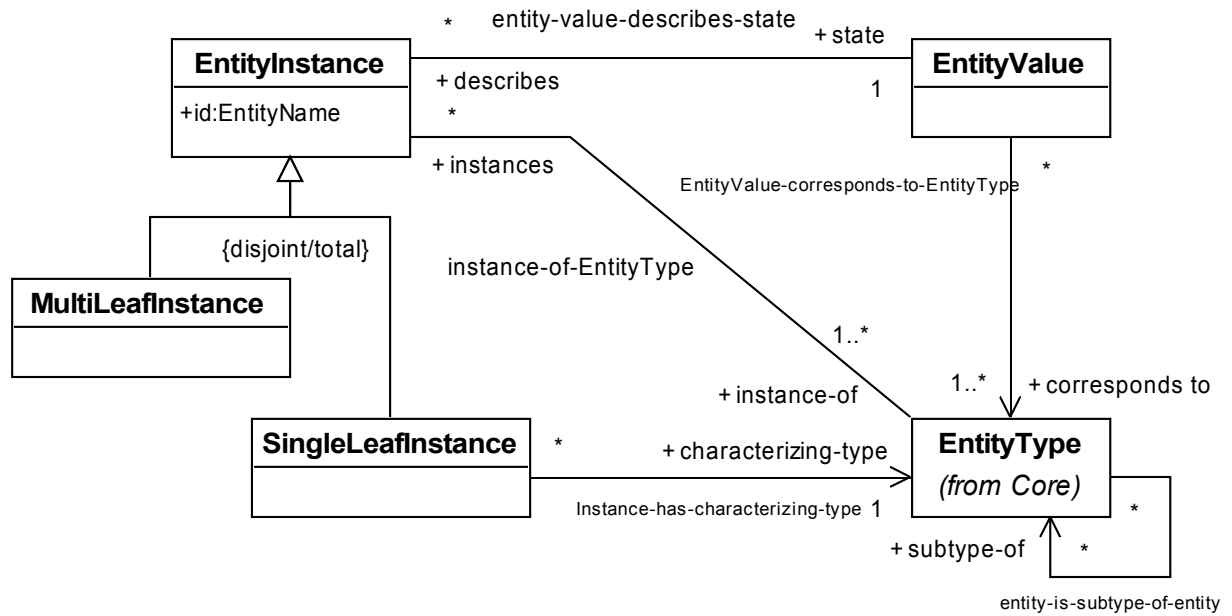 * entity-value-describes-state
+ state
EntityInstance
EntityValue
+id:EntityName
+ describes
1
*
+ instances
*
EntityValue-corresponds-to-EntityType
{disjoint/total}
instance-of-EntityType
MultiLeafInstance
1..*
1..* + corresponds to
+ instance-of
SingleLeafInstance
*
+ characterizing-type
EntityType
(from Core)
Instance-has-characterizing-type 1
*
+ subtype-of *
entity-is-subtype-of-entity